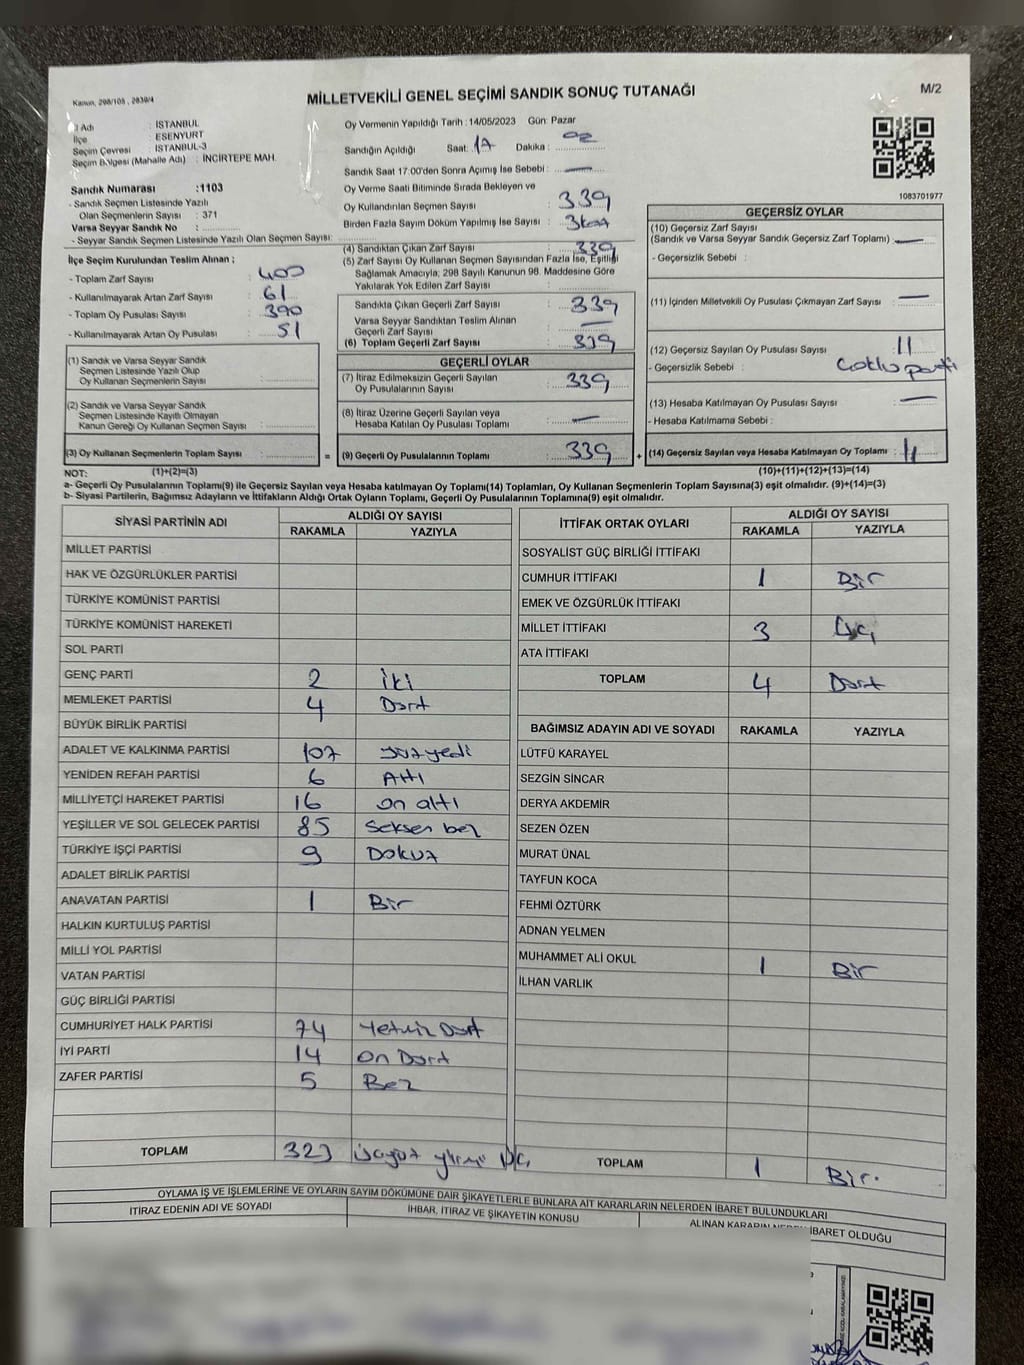 Kanun, 298/105 , 2839/4
MİLLETVEKİLİ GENEL SEÇİMİ SANDIK SONUÇ TUTANAĞI
M/2
Adı : İSTANBUL
İlçe : ESENYURT
Seçim Çevresi : İSTANBUL-3
Seçim Bölgesi (Mahalle Adı) : İNCİRTEPE MAH.
Sandık Numarası :1103
- Sandık Seçmen Listesinde Yazılı
Olan Seçmenlerin Sayısı : 371
Varsa Seyyar Sandık No :
- Seyyar Sandık Seçmen Listesinde Yazılı Olan Seçmen Sayısı:
İlçe Seçim Kurulundan Teslim Alınan ;
- Toplam Zarf Sayısı : 400
- Kullanılmayarak Artan Zarf Sayısı : 61
- Toplam Oy Pusulası Sayısı : 390
- Kullanılmayarak Artan Oy Pusulası : 51
(1) Sandık ve Varsa Seyyar Sandık
Seçmen Listesinde Yazılı Olup
Oy Kullanan Seçmenlerin Sayısı :
(2) Sandık ve Varsa Seyyar Sandık
Seçmen Listesinde Kayıtlı Olmayan
Kanun Gereği Oy Kullanan Seçmen Sayısı :
(3) Oy Kullanan Seçmenlerin Toplam Sayısı :
Oy Vermenin Yapıldığı Tarih : 14/05/2023 Gün: Pazar
Sandığın Açıldığı Saat: 17 Dakika :
Sandık Saat 17.00'den Sonra Açımış İse Sebebi : —
Oy Verme Saati Bitiminde Sırada Bekleyen ve
Oy Kullandırılan Seçmen Sayısı : 339
Birden Fazla Sayım Döküm Yapılmış İse Sayısı :
(4) Sandıktan Çıkan Zarf Sayısı : 339
(5) Zarf Sayısı Oy Kullanan Seçmen Sayısından Fazla İse, Eşitliği
Sağlamak Amacıyla; 298 Sayılı Kanunun 98. Maddesine Göre
Yakılarak Yok Edilen Zarf Sayısı :
Sandıkta Çıkan Geçerli Zarf Sayısı : 339
Varsa Seyyar Sandıktan Teslim Alınan
Geçerli Zarf Sayısı : —
(6) Toplam Geçerli Zarf Sayısı : 339
GEÇERLİ OYLAR
(7) İtiraz Edilmeksizin Geçerli Sayılan
Oy Pusulalarının Sayısı : 339
(8) İtiraz Üzerine Geçerli Sayılan veya
Hesaba Katılan Oy Pusulası Toplamı : —
= (9) Geçerli Oy Pusulalarının Toplamı : 339 +
1083701977
GEÇERSİZ OYLAR
(10) Geçersiz Zarf Sayısı
(Sandık ve Varsa Seyyar Sandık Geçersiz Zarf Toplamı) : —
- Geçersizlik Sebebi :
(11) İçinden Milletvekili Oy Pusulası Çıkmayan Zarf Sayısı : —
(12) Geçersiz Sayılan Oy Pusulası Sayısı : 11
- Geçersizlik Sebebi : Çoklu parti
(13) Hesaba Katılmayan Oy Pusulası Sayısı : —
- Hesaba Katılmama Sebebi :
(14) Geçersiz Sayılan veya Hesaba Katılmayan Oy Toplamı : 11
NOT: (1)+(2)=(3) (10)+(11)+(12)+(13)=(14)
a- Geçerli Oy Pusulalarının Toplamı(9) ile Geçersiz Sayılan veya Hesaba katılmayan Oy Toplamı(14) Toplamları, Oy Kullanan Seçmenlerin Toplam Sayısına(3) eşit olmalıdır. (9)+(14)=(3)
b- Siyasi Partilerin, Bağımsız Adayların ve İttifakların Aldığı Ortak Oyların Toplamı, Geçerli Oy Pusulalarının Toplamına(9) eşit olmalıdır.
SİYASİ PARTİNİN ADI ALDIĞI OY SAYISI
RAKAMLA YAZIYLA
MİLLET PARTİSİ
HAK VE ÖZGÜRLÜKLER PARTİSİ
TÜRKİYE KOMÜNİST PARTİSİ
TÜRKİYE KOMÜNİST HAREKETİ
SOL PARTİ
GENÇ PARTİ 2 İki
MEMLEKET PARTİSİ 4 Dört
BÜYÜK BİRLİK PARTİSİ
ADALET VE KALKINMA PARTİSİ 107 yüzyedi
YENİDEN REFAH PARTİSİ 6 Altı
MİLLİYETÇİ HAREKET PARTİSİ 16 on altı
YEŞİLLER VE SOL GELECEK PARTİSİ 85 Seksen beş
TÜRKİYE İŞÇİ PARTİSİ 9 Dokuz
ADALET BİRLİK PARTİSİ
ANAVATAN PARTİSİ 1 Bir
HALKIN KURTULUŞ PARTİSİ
MİLLİ YOL PARTİSİ
VATAN PARTİSİ
GÜÇ BİRLİĞİ PARTİSİ
CUMHURİYET HALK PARTİSİ 74 Yetmiş Dört
İYİ PARTİ 14 on Dört
ZAFER PARTİSİ 5 Beş
TOPLAM 323 üçyüz yirmi üç
İTTİFAK ORTAK OYLARI ALDIĞI OY SAYISI
RAKAMLA YAZIYLA
SOSYALİST GÜÇ BİRLİĞİ İTTİFAKI
CUMHUR İTTİFAKI 1 Bir
EMEK VE ÖZGÜRLÜK İTTİFAKI
MİLLET İTTİFAKI 3 Üç
ATA İTTİFAKI
TOPLAM 4 Dört
BAĞIMSIZ ADAYIN ADI VE SOYADI RAKAMLA YAZIYLA
LÜTFÜ KARAYEL
SEZGİN SİNCAR
DERYA AKDEMİR
SEZEN ÖZEN
MURAT ÜNAL
TAYFUN KOCA
FEHMİ ÖZTÜRK
ADNAN YELMEN
MUHAMMET ALİ OKUL 1 Bir
İLHAN VARLIK
TOPLAM 1 Bir.
OYLAMA İŞ VE İŞLEMLERİNE VE OYLARIN SAYIM DÖKÜMÜNE DAİR ŞİKAYETLERLE BUNLARA AİT KARARLARIN NELERDEN İBARET BULUNDUKLARI
İTİRAZ EDENİN ADI VE SOYADI
İHBAR, İTİRAZ VE ŞİKAYETİN KONUSU
ALINAN KARARIN NEDEN İBARET OLDUĞU